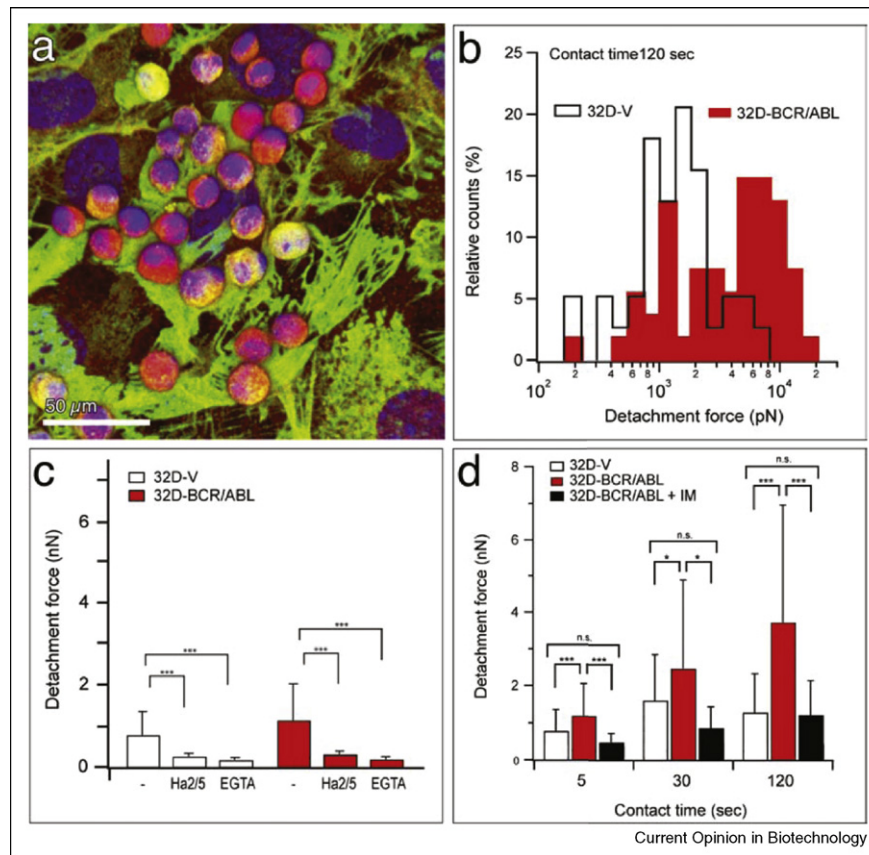 a
50 µm
b
Contact time120 sec
32D-V
32D-BCR/ABL
Relative counts (%)
25
20
15
10
5
0
10²
2
4
6
8
10³
2
4
6
8
10⁴
2
Detachment force (pN)
c
32D-V
32D-BCR/ABL
Detachment force (nN)
6
4
2
0
***
***
***
***
-
Ha2/5
EGTA
-
Ha2/5
EGTA
d
32D-V
32D-BCR/ABL
32D-BCR/ABL + IM
Detachment force (nN)
8
6
4
2
0
n.s.
***
***
n.s.
*
*
n.s.
***
***
5
30
120
Contact time (sec)
Current Opinion in Biotechnology